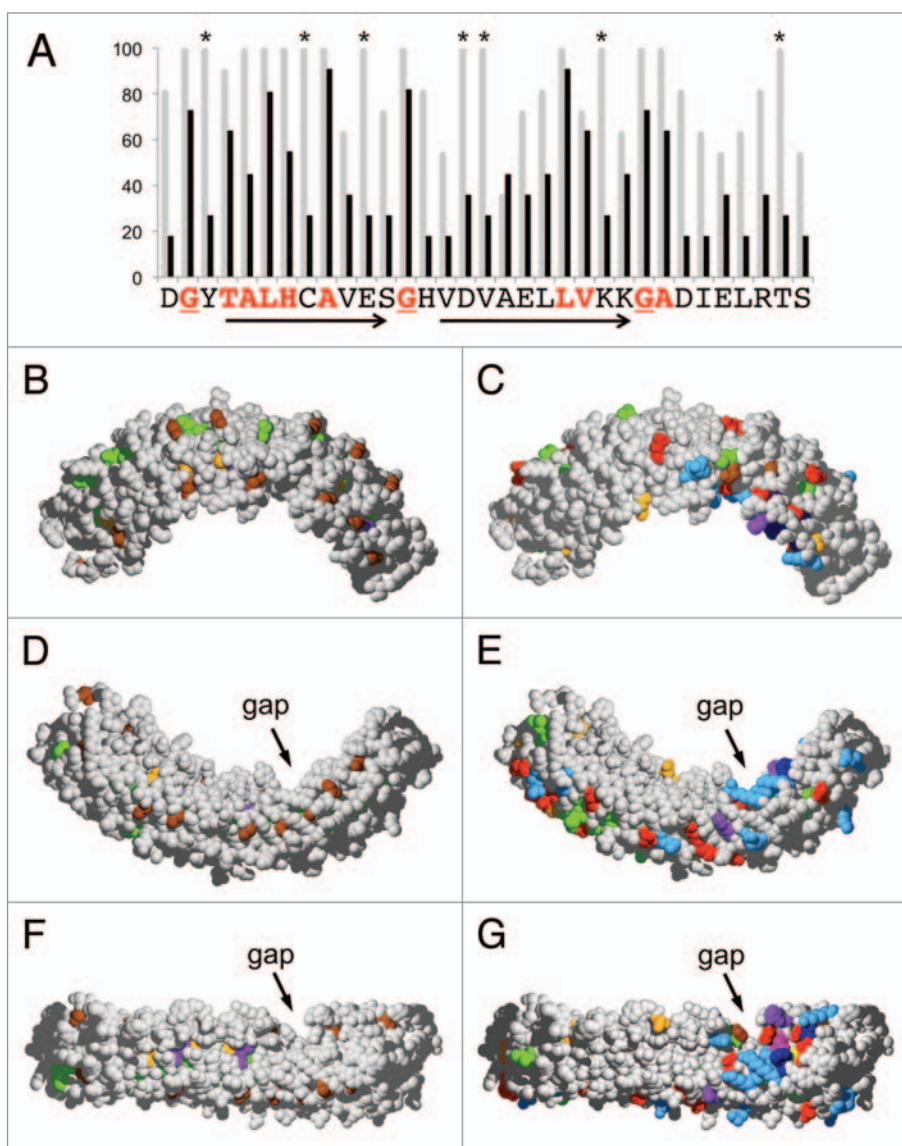 A
* * * * * * *
100
80
60
40
20
0
DGYTALHCAVESGHVDVAELLVKKGADIELRTS
B
C
D
gap
E
gap
F
gap
G
gap